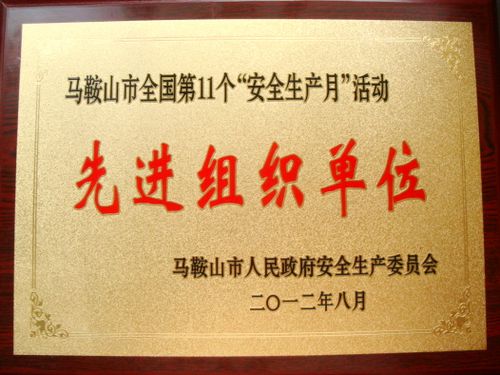 马鞍山市全国第11个“安全生产月”活动
先进组织单位
马鞍山市人民政府安全生产委员会
二〇一二年八月